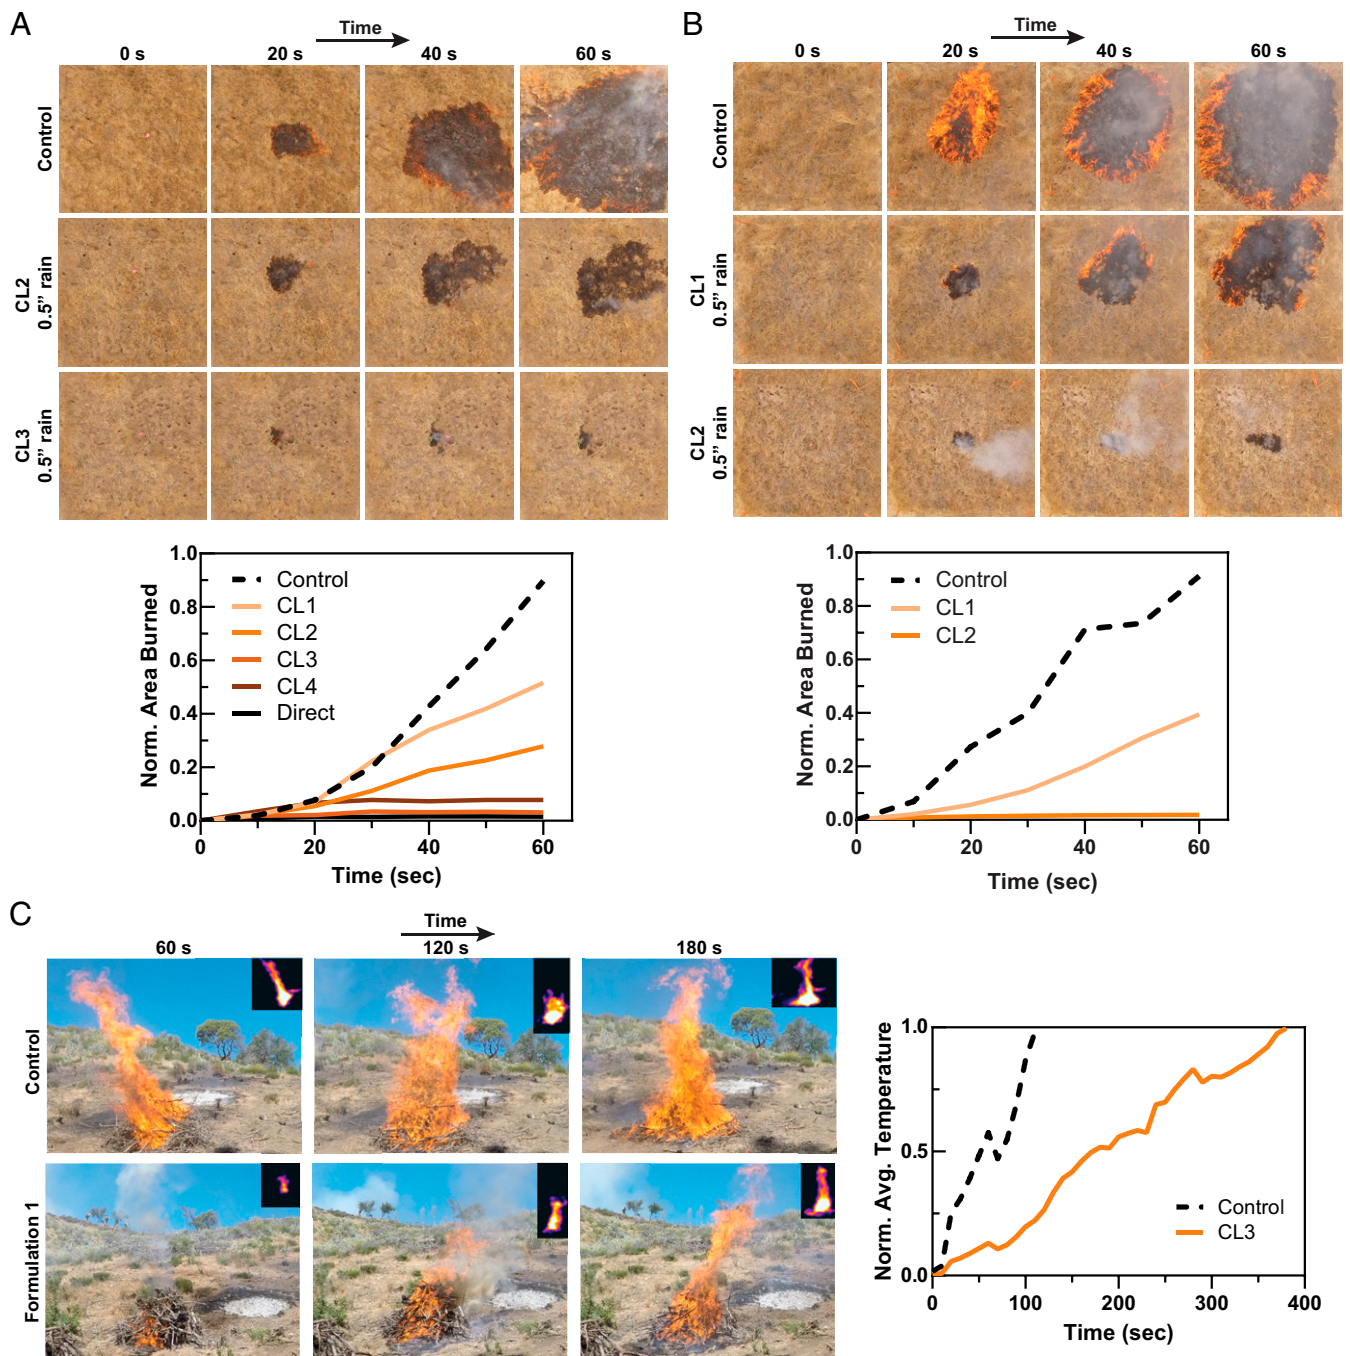 A
Time
0 s 20 s 40 s 60 s
Control
CL2
0.5” rain
CL3
0.5” rain
1.0
0.8
0.6
0.4
0.2
0.0
Norm. Area Burned
Control
CL1
CL2
CL3
CL4
Direct
0 20 40 60
Time (sec)
B
Time
0 s 20 s 40 s 60 s
Control
CL1
0.5” rain
CL2
0.5” rain
1.0
0.8
0.6
0.4
0.2
0.0
Norm. Area Burned
Control
CL1
CL2
0 20 40 60
Time (sec)
C
Time
60 s 120 s 180 s
Control
Formulation 1
1.0
0.5
0.0
Norm. Avg. Temperature
Control
CL3
0 100 200 300 400
Time (sec)